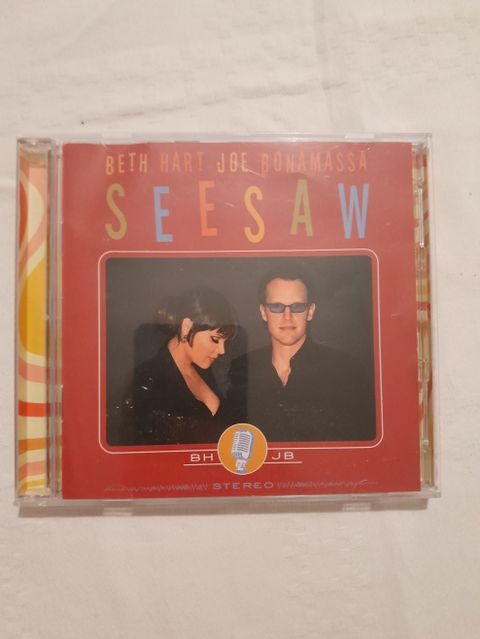 BETH HART JOE BONAMASSA
SEESAW
BH JB
STEREO